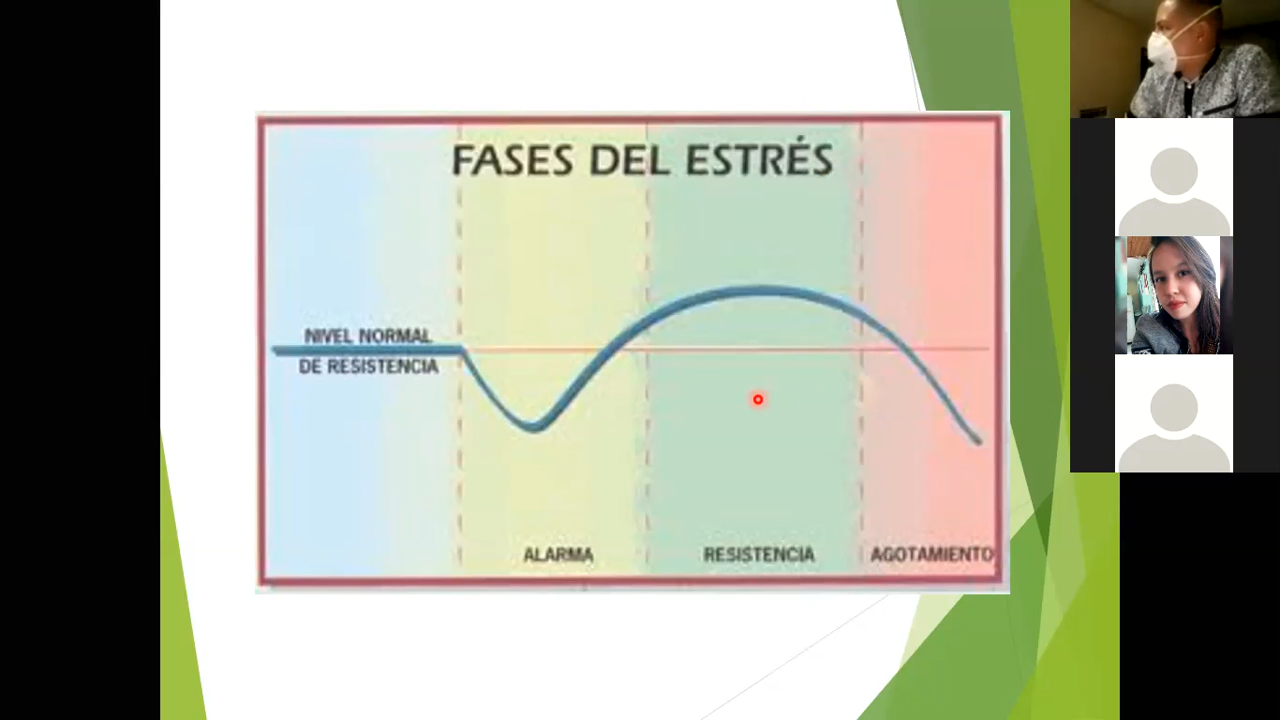 FASES DEL ESTRÉS
NIVEL NORMAL
DE RESISTENCIA
ALARMA
RESISTENCIA
AGOTAMIENTO